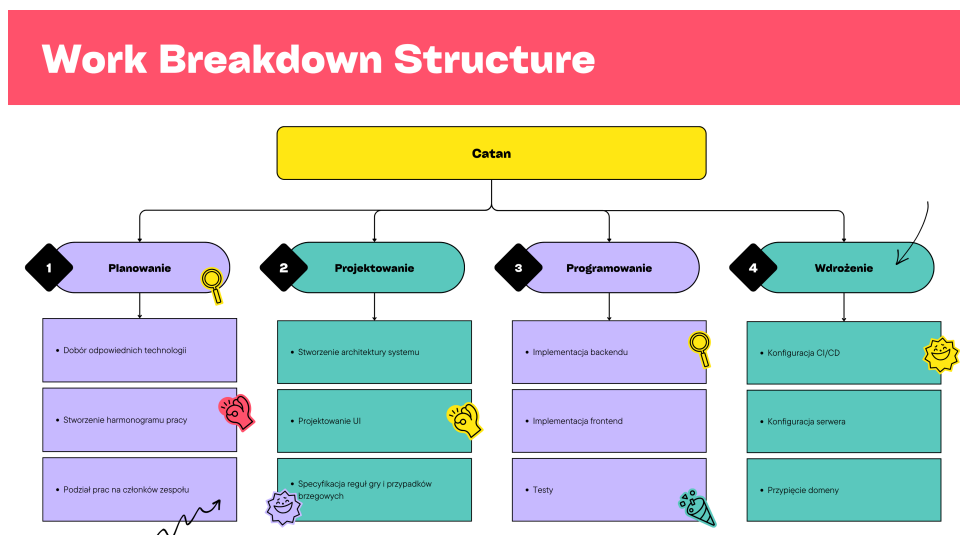 Work Breakdown Structure
Catan
1
Planowanie
2
Projektowanie
3
Programowanie
4
Wdrożenie
• Dobór odpowiednich technologii
• Stworzenie harmonogramu pracy
• Podział prac na członków zespołu
• Stworzenie architektury systemu
• Projektowanie UI
• Specyfikacja reguł gry i przypadków
brzegowych
• Implementacja backendu
• Implementacja frontend
• Testy
• Konfiguracja CI/CD
• Konfiguracja serwera
• Przypięcie domeny